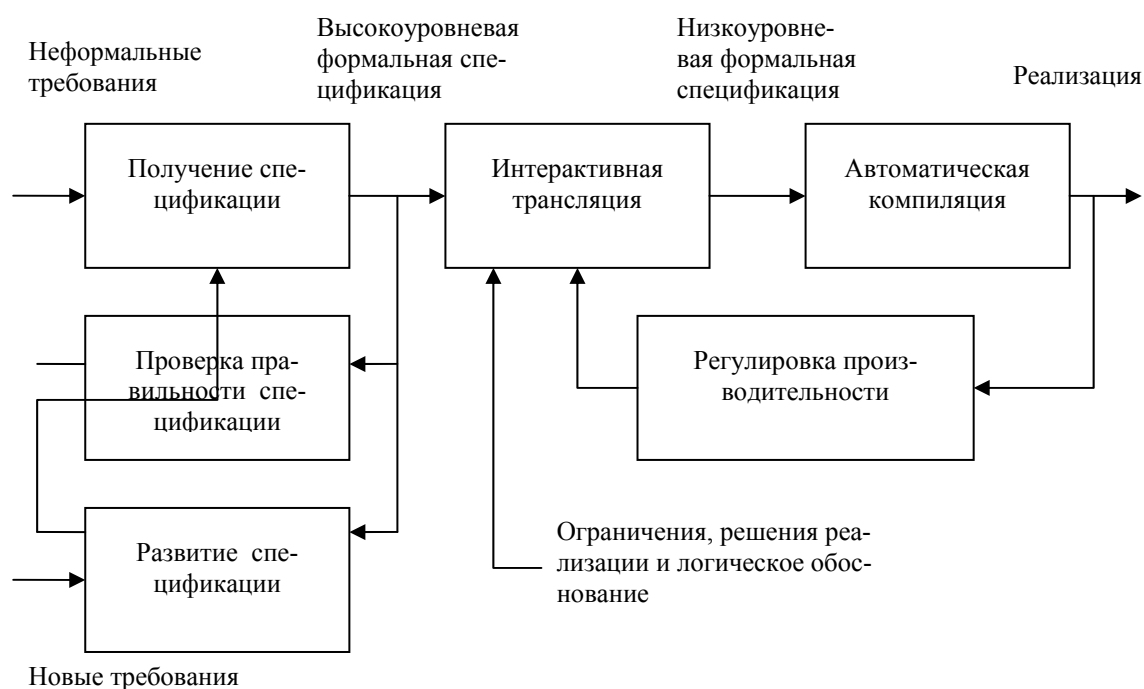 Неформальные
требования
Высокоуровневая
формальная спе-
цификация
Низкоуровне-
вая формальная
спецификация
Реализация
Получение спе-
цификации
Интерактивная
трансляция
Автоматическая
компиляция
Проверка пра-
вильности спе-
цификации
Регулировка произ-
водительности
Развитие спе-
цификации
Ограничения, решения реа-
лизации и логическое обос-
нование
Новые требования